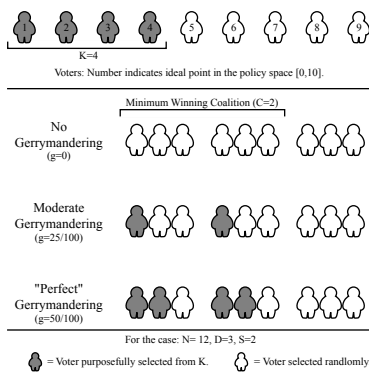 1 2 3 4 5 6 7 8 9
K=4
Voters: Number indicates ideal point in the policy space [0,10].
Minimum Winning Coalition (C=2)
No
Gerrymandering
(g=0)
Moderate
Gerrymandering
(g=25/100)
"Perfect"
Gerrymandering
(g=50/100)
For the case: N= 12, D=3, S=2
= Voter purposefully selected from K.
= Voter selected randomly